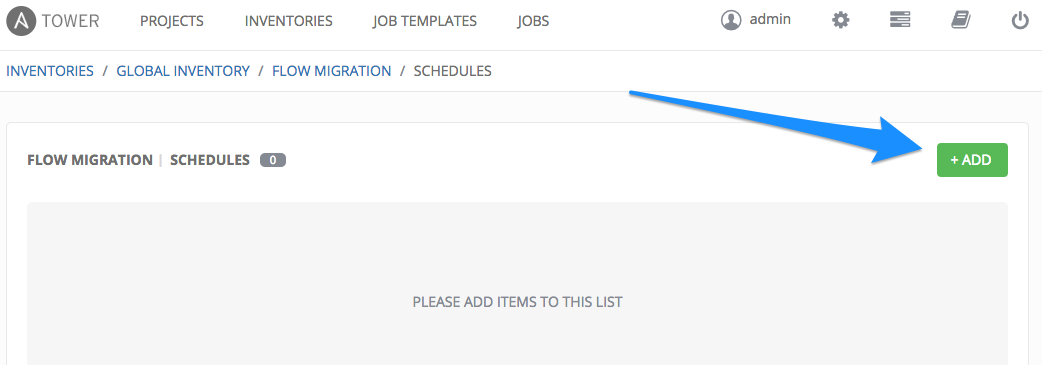 TOWER PROJECTS INVENTORIES JOB TEMPLATES JOBS admin
INVENTORIES / GLOBAL INVENTORY / FLOW MIGRATION / SCHEDULES
FLOW MIGRATION | SCHEDULES 0 + ADD
PLEASE ADD ITEMS TO THIS LIST